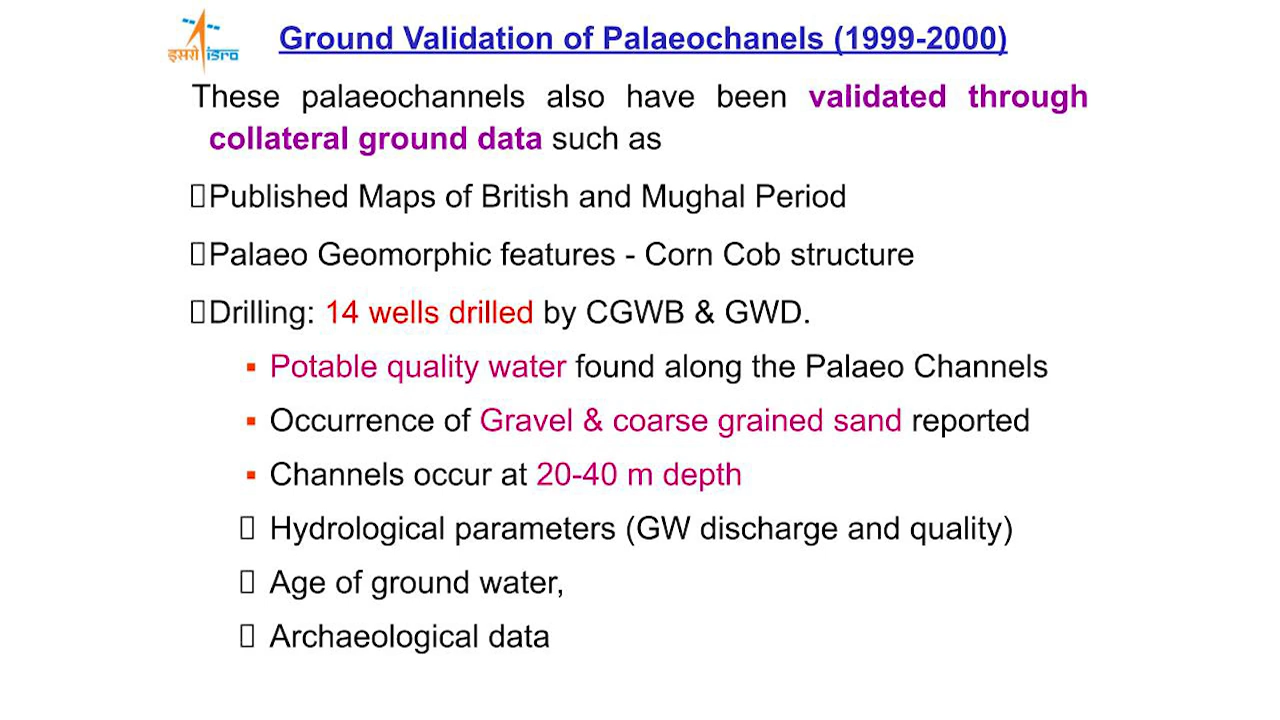 इसरो isro
Ground Validation of Palaeochanels (1999-2000)
These palaeochannels also have been validated through
collateral ground data such as
Published Maps of British and Mughal Period
Palaeo Geomorphic features - Corn Cob structure
Drilling: 14 wells drilled by CGWB & GWD.
▪ Potable quality water found along the Palaeo Channels
▪ Occurrence of Gravel & coarse grained sand reported
▪ Channels occur at 20-40 m depth
Hydrological parameters (GW discharge and quality)
Age of ground water,
Archaeological data